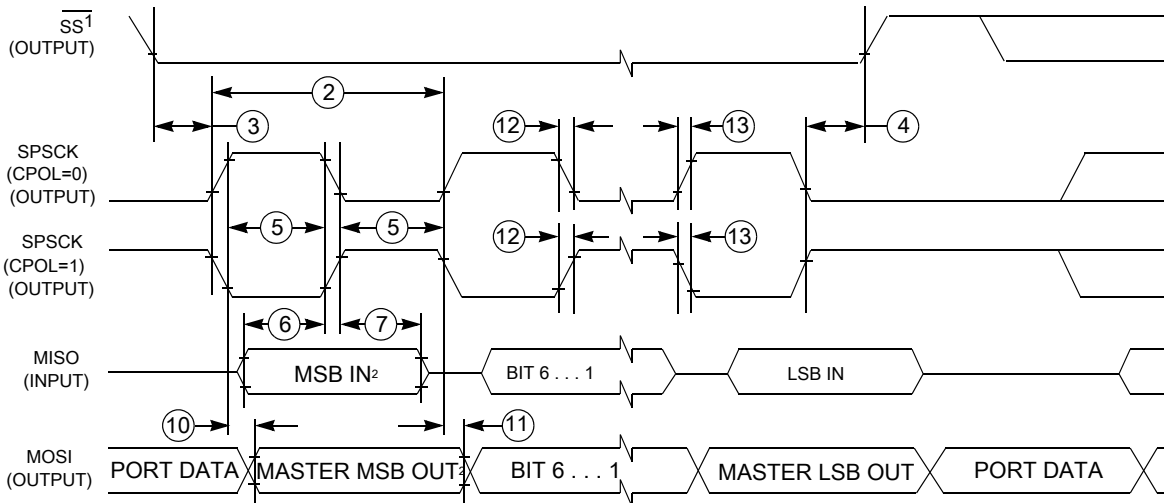 SS1
(OUTPUT)
2
3
12
13
4
SPSCK
(CPOL=0)
(OUTPUT)
5
5
SPSCK
(CPOL=1)
(OUTPUT)
12
13
6
7
MISO
(INPUT)
MSB IN2
BIT 6 . . . 1
LSB IN
10
11
MOSI
(OUTPUT)
PORT DATA
MASTER MSB OUT2
BIT 6 . . . 1
MASTER LSB OUT
PORT DATA